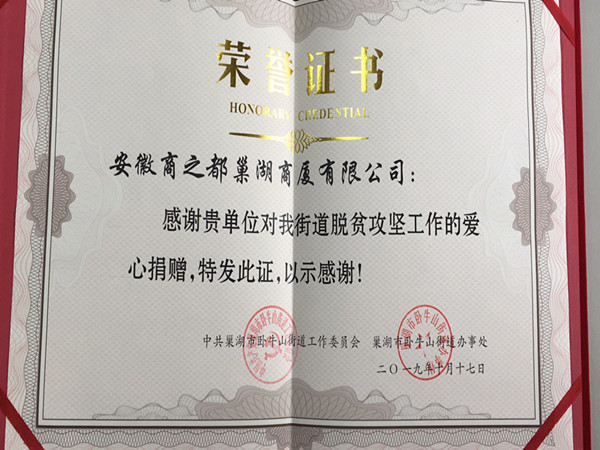 荣誉证书
HONORARY CREDENTIAL
安徽商之都巢湖商厦有限公司:
感谢贵单位对我街道脱贫攻坚工作的爱
心捐赠,特发此证,以示感谢!
中共巢湖市卧牛山街道工作委员会 巢湖市卧牛山街道办事处
二〇一九年十月十七日